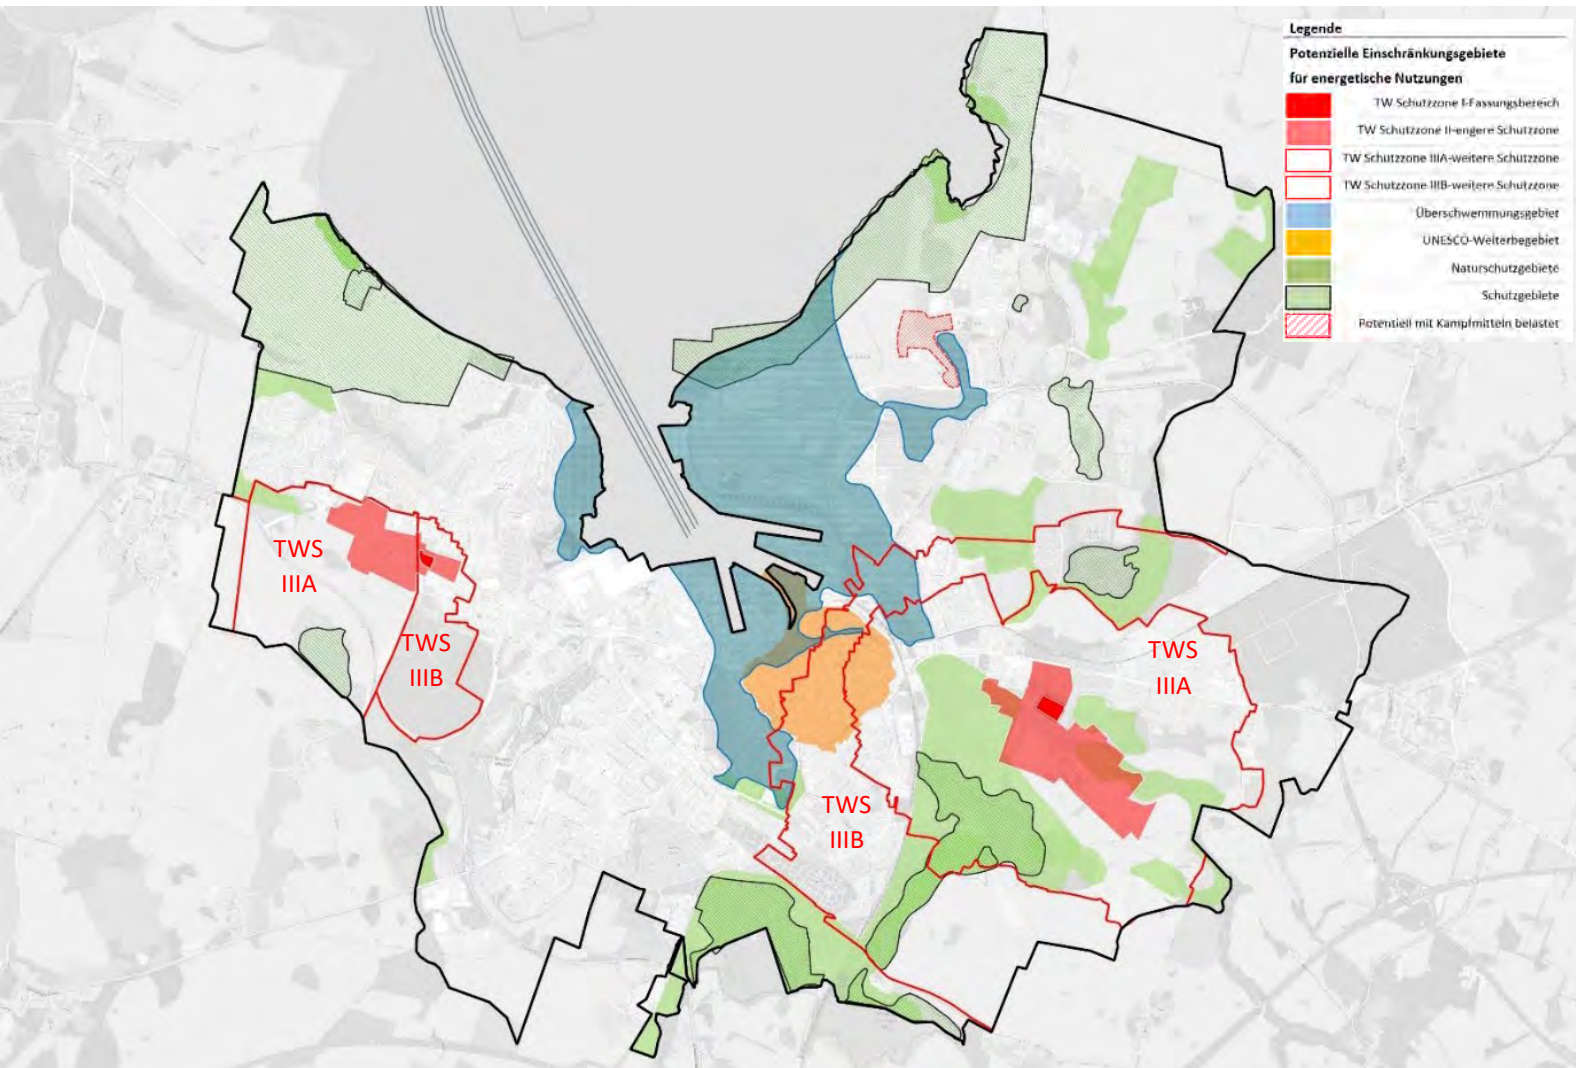 Legende
Potenzielle Einschränkungsgebiete
für energetische Nutzungen
TW Schutzzone I-Fassungsbereich
TW Schutzzone II-engere Schutzzone
TW Schutzzone IIIA-weitere Schutzzone
TW Schutzzone IIIB-weitere Schutzzone
Überschwemmungsgebiet
UNESCO-Welterbegebiet
Naturschutzgebiete
Schutzgebiete
Potentiell mit Kampfmitteln belastet
TWS
IIIA
TWS
IIIB
TWS
IIIA
TWS
IIIB